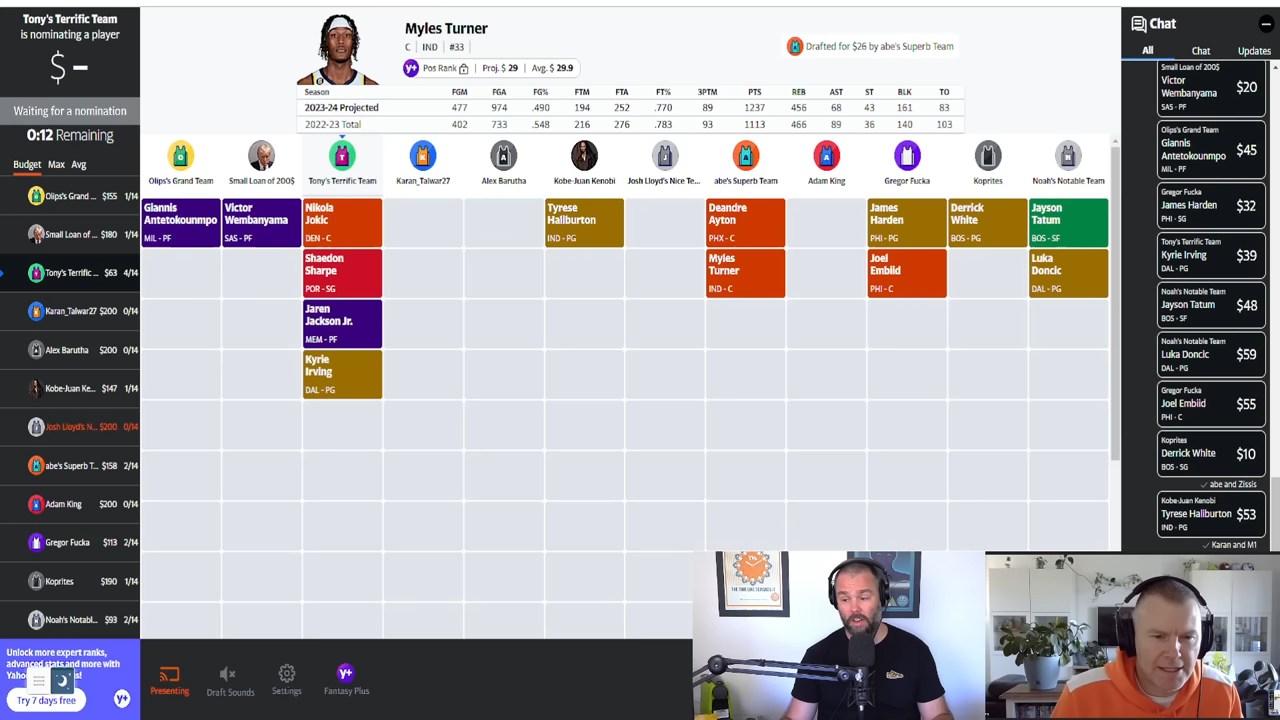 Tony's Terrific Team
is nominating a player
$ –
Waiting for a nomination
0:12 Remaining
Budget Max Avg
Olips's Grand ... $155 1/14
Small Loan of ... $180 1/14
Tony's Terrific ... $63 4/14
Karan_Talwar27 $200 0/14
Alex Barutha $200 0/14
Kobe-Juan Ke... $147 1/14
Josh Lloyd's N... $200 0/14
abe's Superb T... $158 2/14
Adam King $200 0/14
Gregor Fucka $113 2/14
Koprites $190 1/14
Noah's Notabl... $93 2/14
Unlock more expert ranks,
advanced stats and more with
Try 7 days free
y+
Myles Turner
C | IND | #33
y+ Pos Rank | Proj. $ 29 | Avg. $ 29.9
Drafted for $26 by abe's Superb Team
Season FGM FGA FG% FTM FTA FT% 3PTM PTS REB AST ST BLK TO
2023-24 Projected 477 974 .490 194 252 .770 89 1237 456 68 43 161 83
2022-23 Total 402 733 .548 216 276 .783 93 1113 466 89 36 140 103
Olips's Grand Team Small Loan of 200$ Tony's Terrific Team Karan_Talwar27 Alex Barutha Kobe-Juan Kenobi Josh Lloyd's Nice Te... abe's Superb Team Adam King Gregor Fucka Koprites Noah's Notable Team
Giannis
Antetokounmpo
MIL - PF
Victor
Wembanyama
SAS - PF
Nikola
Jokic
DEN - C
Tyrese
Haliburton
IND - PG
Deandre
Ayton
PHX - C
James
Harden
PHI - PG
Derrick
White
BOS - PG
Jayson
Tatum
BOS - SF
Shaedon
Sharpe
POR - SG
Myles
Turner
IND - C
Joel
Embiid
PHI - C
Luka
Doncic
DAL - PG
Jaren
Jackson Jr.
MEM - PF
Kyrie
Irving
DAL - PG
Presenting
Draft Sounds
Settings
y+
Fantasy Plus
Chat
All Chat Updates
Small Loan of 200$
Victor
Wembanyama $20
SAS - PF
Olips's Grand Team
Giannis
Antetokounmpo $45
MIL - PF
Gregor Fucka
James Harden $32
PHI - SG
Tony's Terrific Team
Kyrie Irving $39
DAL - PG
Noah's Notable Team
Jayson Tatum $48
BOS - SF
Noah's Notable Team
Luka Doncic $59
DAL - PG
Gregor Fucka
Joel Embiid $55
PHI - C
Koprites
Derrick White $10
BOS - SG
abe and Zissis
Kobe-Juan Kenobi
Tyrese Haliburton $53
IND - PG
Karan and M1